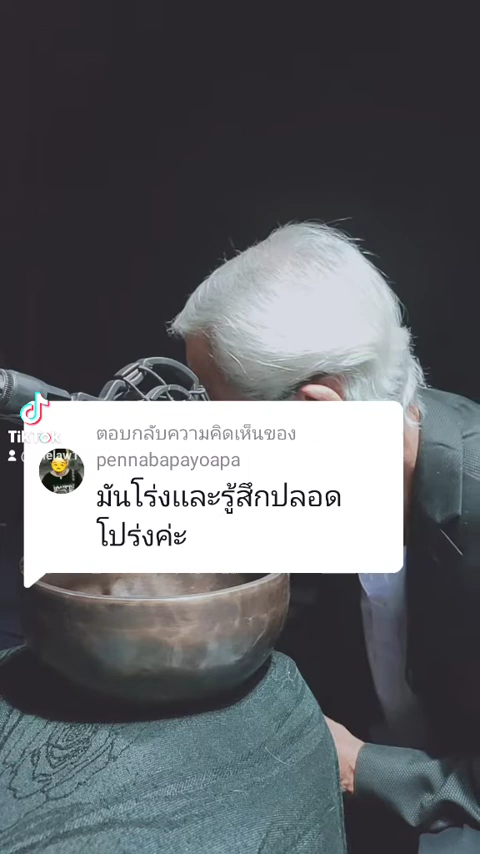 ตอบกลับความคิดเห็นของ
pennabapayoapa
มันโร่งและรู้สึกปลอด
โปร่งค่ะ
TikTok